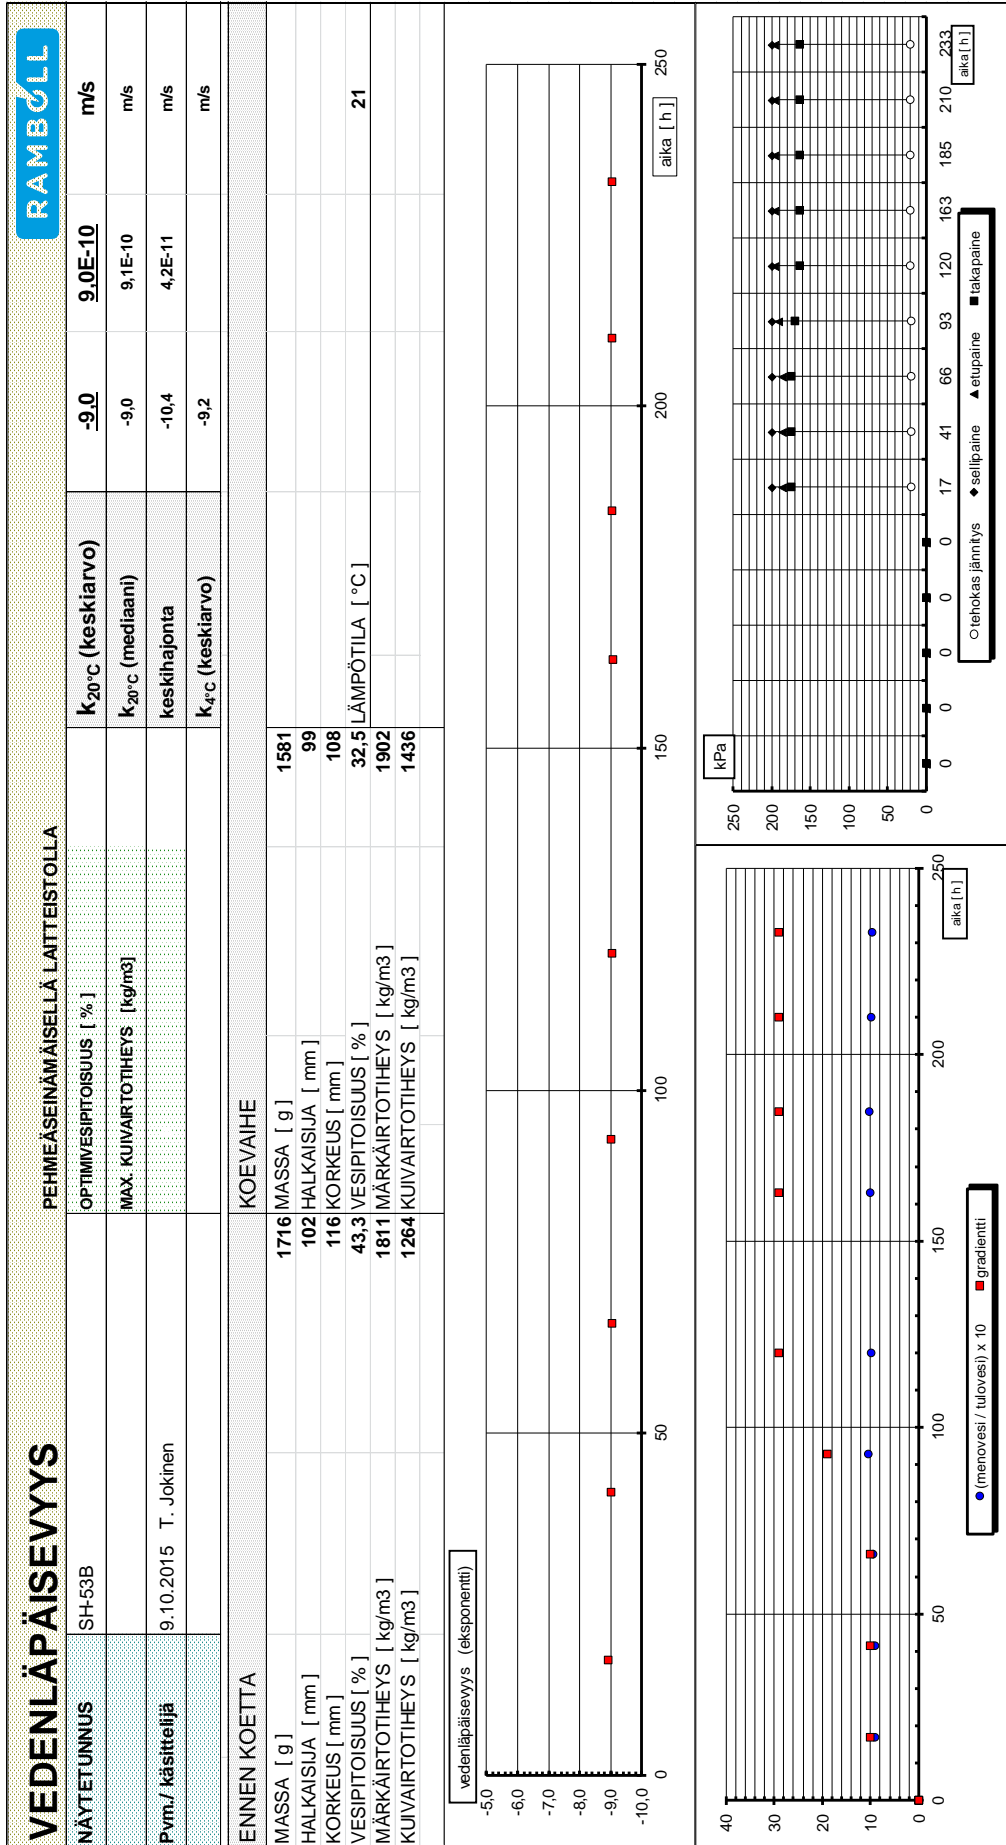 VEDENLÄPÄISEVYYS
PEHMEÄSEINÄMÄISELLÄ LAITTEISTOLLA
RAMBOLL
NÄYTETUNNUS SH-53B OPTIMIVESIPITOISUUS [ % ] k20°C (keskiarvo) -9,0 9,0E-10 m/s
MAX. KUIVAIRTOTIHEYS [kg/m3] k20°C (mediaani) -9,0 9,1E-10 m/s
Pvm./ käsittelijä 9.10.2015 T. Jokinen keskihajonta -10,4 4,2E-11 m/s
k4°C (keskiarvo) -9,2 m/s
ENNEN KOETTA KOEVAIHE
MASSA [ g ] 1716 MASSA [ g ] 1581
HALKAISIJA [ mm ] 102 HALKAISIJA [ mm ] 99
KORKEUS [ mm ] 116 KORKEUS [ mm ] 108
VESIPITOISUUS [ % ] 43,3 VESIPITOISUUS [ % ] 32,5 LÄMPÖTILA [ °C ] 21
MÄRKÄIRTOTIHEYS [ kg/m3 ] 1811 MÄRKÄIRTOTIHEYS [ kg/m3 ] 1902
KUIVAIRTOTIHEYS [ kg/m3 ] 1264 KUIVAIRTOTIHEYS [ kg/m3 ] 1436
vedenläpäisevyys (eksponentti)
-5,0
-6,0
-7,0
-8,0
-9,0
-10,0
0 50 100 150 200 250
aika [ h ]
40
30
20
10
0
0 50 100 150 200 250
aika [ h ]
(menovesi / tulovesi) x 10 gradientti
kPa
250
200
150
100
50
0
0 0 0 0 0 17 41 66 93 120 163 185 210 233
aika [ h ]
tehokas jännitys sellipaine etupaine takapaine